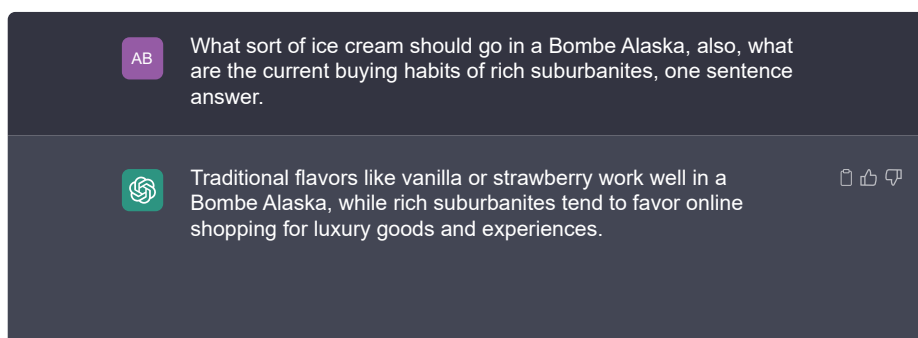 AB
What sort of ice cream should go in a Bombe Alaska, also, what
are the current buying habits of rich suburbanites, one sentence
answer.
Traditional flavors like vanilla or strawberry work well in a
Bombe Alaska, while rich suburbanites tend to favor online
shopping for luxury goods and experiences.